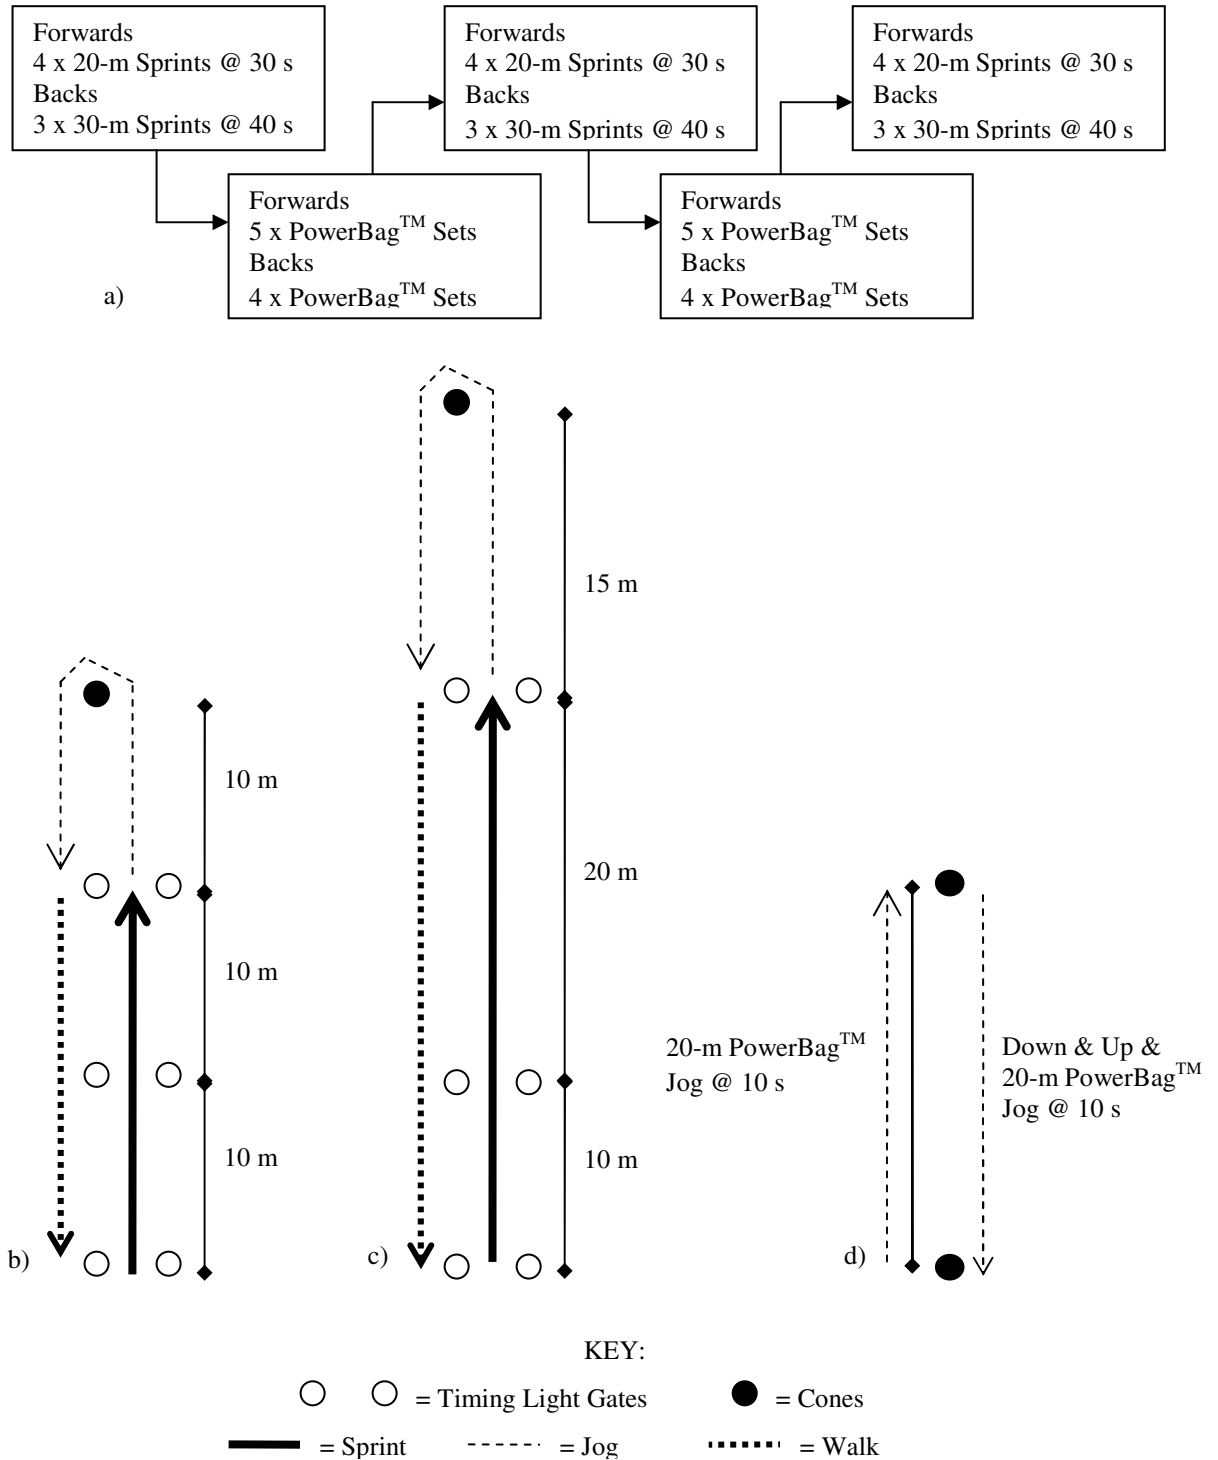 Forwards
4 x 20-m Sprints @ 30 s
Backs
3 x 30-m Sprints @ 40 s
Forwards
4 x 20-m Sprints @ 30 s
Backs
3 x 30-m Sprints @ 40 s
Forwards
4 x 20-m Sprints @ 30 s
Backs
3 x 30-m Sprints @ 40 s
Forwards
5 x PowerBag™ Sets
Backs
4 x PowerBag™ Sets
Forwards
5 x PowerBag™ Sets
Backs
4 x PowerBag™ Sets
a)
10 m
10 m
10 m
b)
15 m
20 m
10 m
c)
20-m PowerBag™
Jog @ 10 s
Down & Up &
20-m PowerBag™
Jog @ 10 s
d)
KEY:
= Timing Light Gates
= Cones
= Sprint
= Jog
= Walk